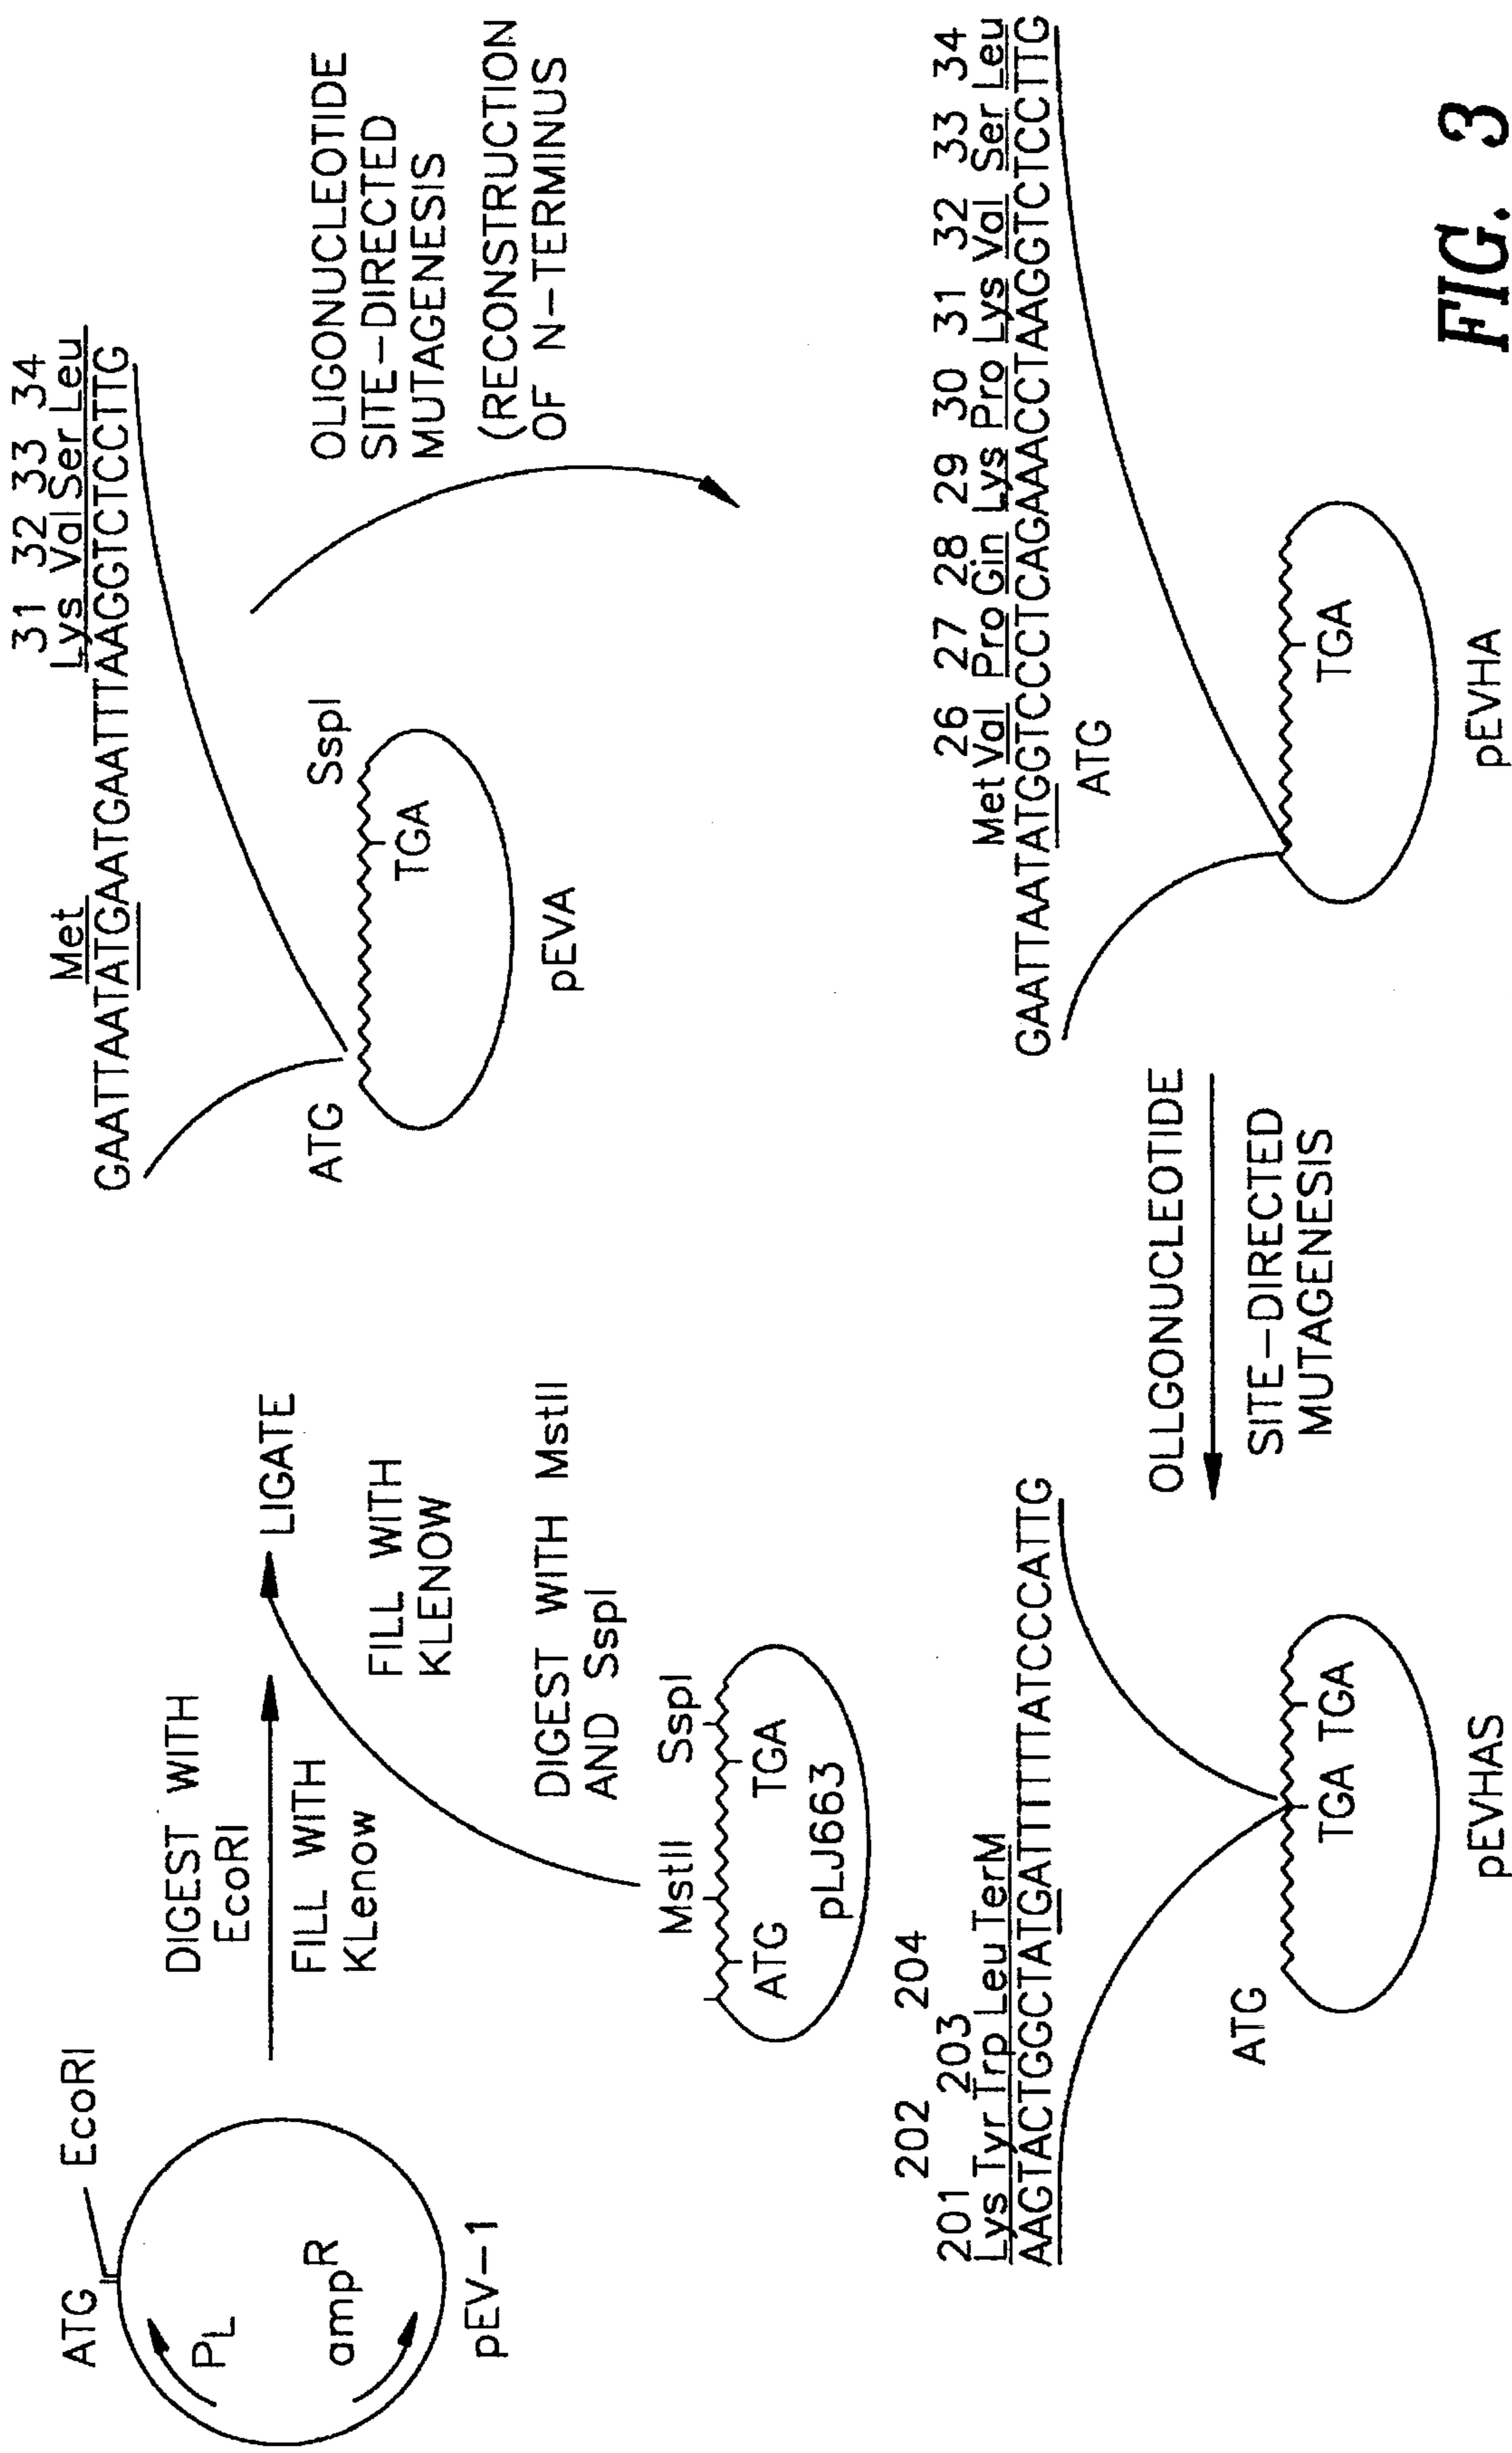 ATG
EcoRI
PL
ampR
pEV-1
DIGEST WITH
EcoRI
FILL WITH
KLenow
LIGATE
FILL WITH
KLENOW
DIGEST WITH MstII
AND SspI
MstII SspI
ATG TGA
pLJ663
31 32 33 34
Met Lys Val Ser Leu
GAATTAATATGAATGAATTTAAGGTCTCCTTG
ATG
SspI
TGA
pEVA
OLIGONUCLEOTIDE
SITE-DIRECTED
MUTAGENESIS
(RECONSTRUCTION
OF N-TERMINUS
26 27 28 29 30 31 32 33 34
Met Val Pro Gin Lys Pro Lys Val Ser Leu
GAATTAATATGGTCCCTCAGAAACCTAAGGTCTCCTTG
ATG
TGA
pEVHA
OLLGONUCLEOTIDE
SITE-DIRECTED
MUTAGENESIS
202 204
201 203
Lys Tyr Trp Leu TerM
AAGTACTGGCTATGATTTTTTATCCCATTG
ATG
TGA TGA
pEVHAS
FIG. 3